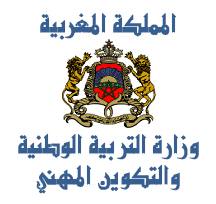 المملكة المغربية
وزارة التربية الوطنية
والتكوين المهني